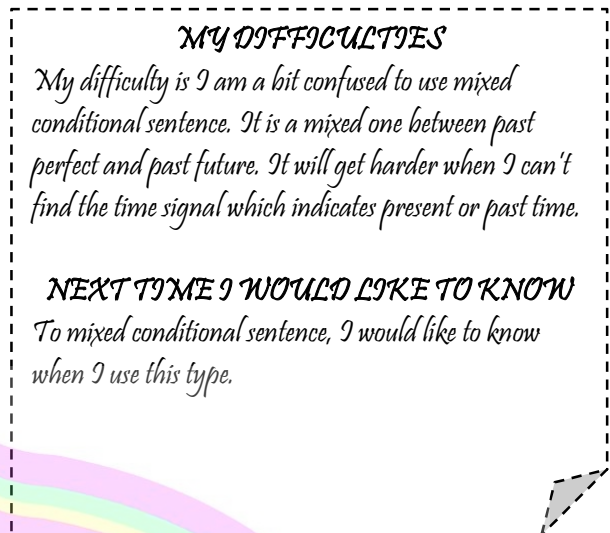 MY DIFFICULTIES
My difficulty is I am a bit confused to use mixed
conditional sentence. It is a mixed one between past
perfect and past future. It will get harder when I can't
find the time signal which indicates present or past time.
NEXT TIME I WOULD LIKE TO KNOW
To mixed conditional sentence, I would like to know
when I use this type.